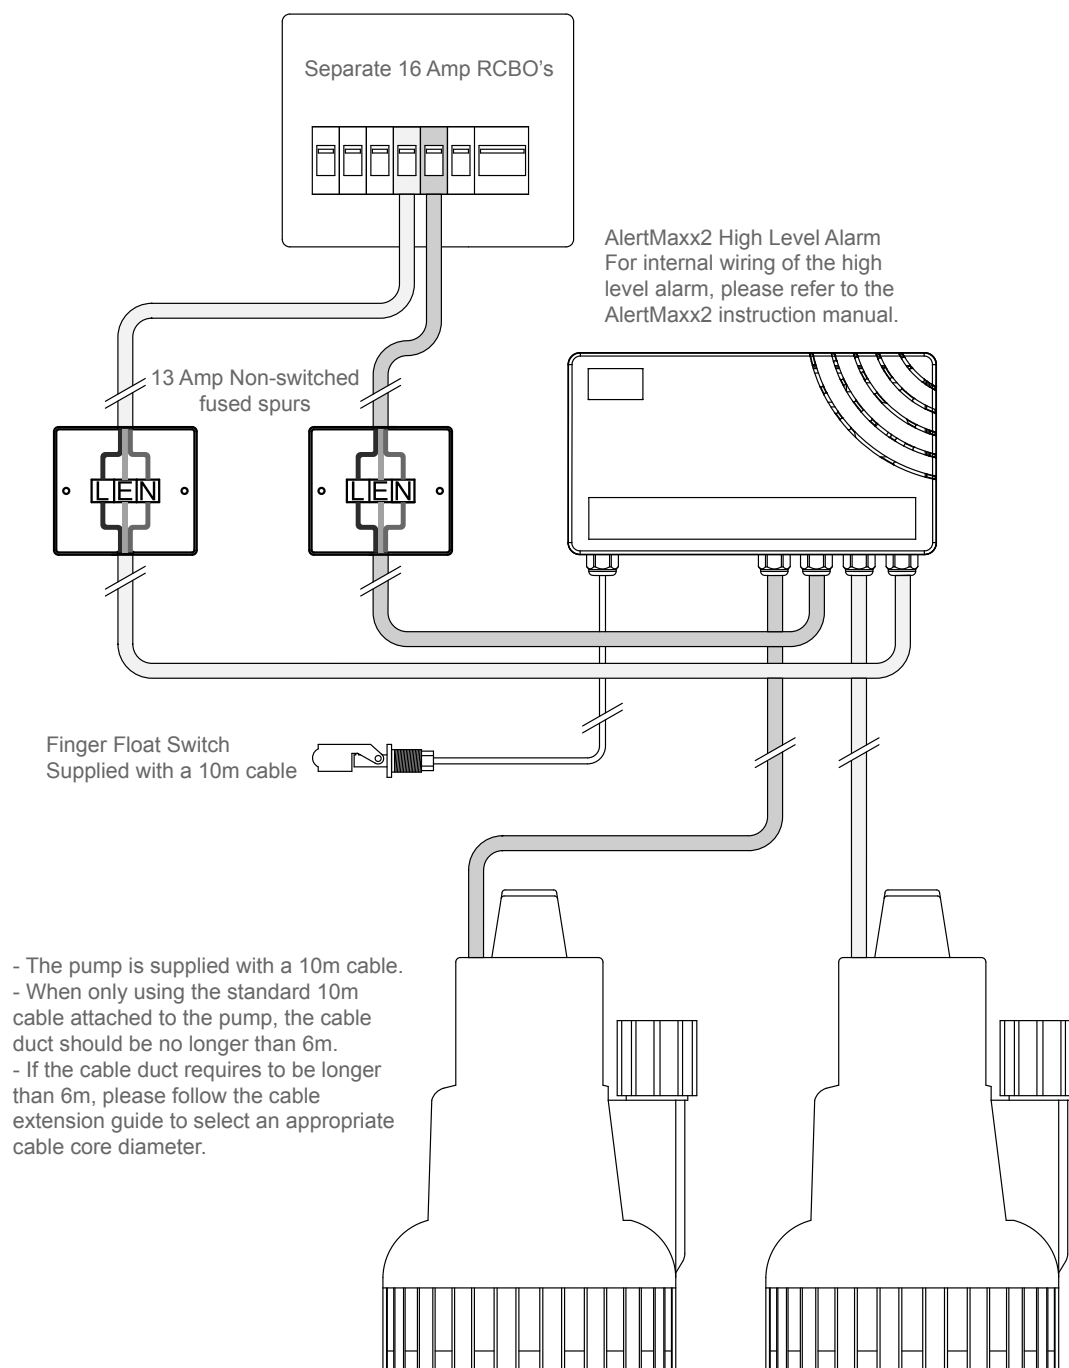 Separate 16 Amp RCBO’s
AlertMaxx2 High Level Alarm
For internal wiring of the high
level alarm, please refer to the
AlertMaxx2 instruction manual.
13 Amp Non-switched
fused spurs
LEN
LEN
Finger Float Switch
Supplied with a 10m cable
- The pump is supplied with a 10m cable.
- When only using the standard 10m
cable attached to the pump, the cable
duct should be no longer than 6m.
- If the cable duct requires to be longer
than 6m, please follow the cable
extension guide to select an appropriate
cable core diameter.